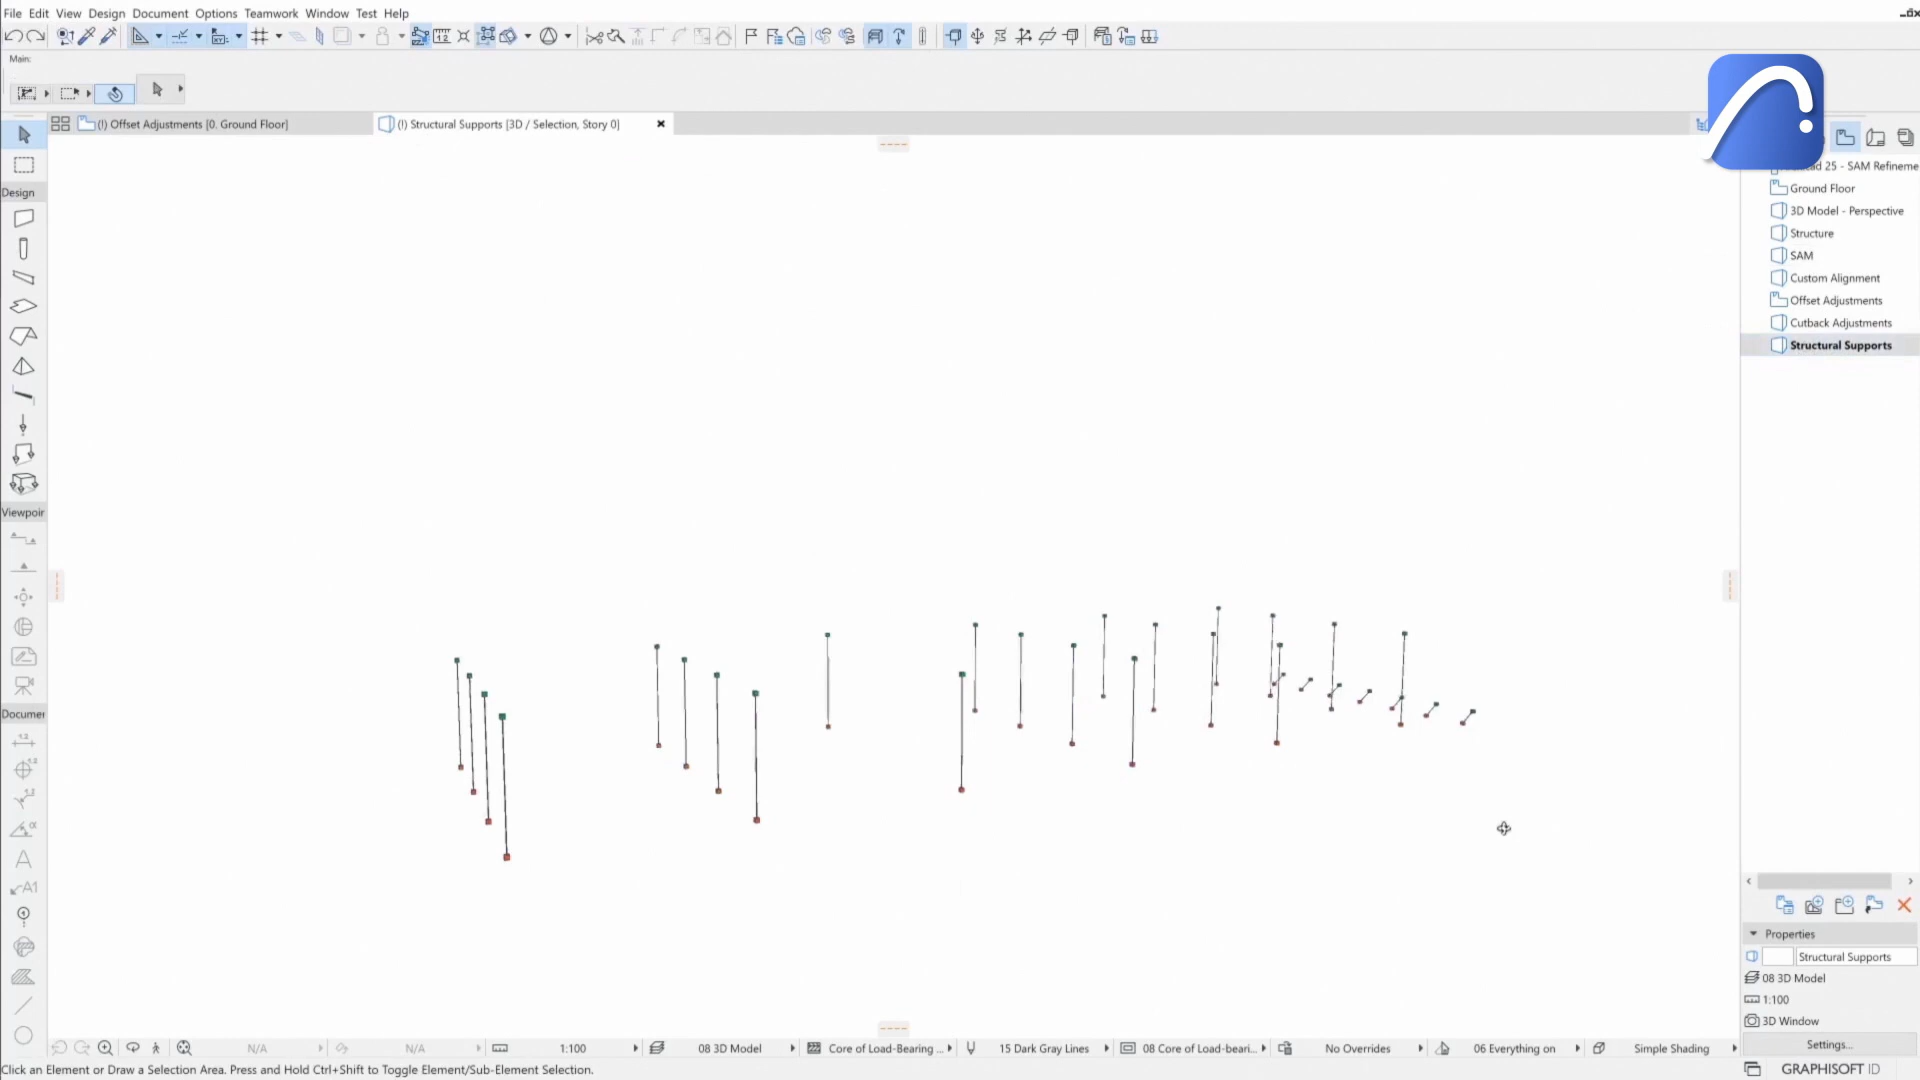 File Edit View Design Document Options Teamwork Window Test Help
Main:
(!) Offset Adjustments [0. Ground Floor]
(!) Structural Supports [3D / Selection, Story 0]
25 - SAM Refineme
Ground Floor
3D Model - Perspective
Structure
SAM
Custom Alignment
Offset Adjustments
Cutback Adjustments
Structural Supports
Design
Viewpoir
Documer
Properties
Structural Supports
08 3D Model
1:100
3D Window
Settings...
N/A
N/A
1:100
08 3D Model
Core of Load-Bearing ...
15 Dark Gray Lines
08 Core of Load-beari...
No Overrides
06 Everything on
Simple Shading
Click an Element or Draw a Selection Area. Press and Hold Ctrl+Shift to Toggle Element/Sub-Element Selection.
GRAPHISOFT ID